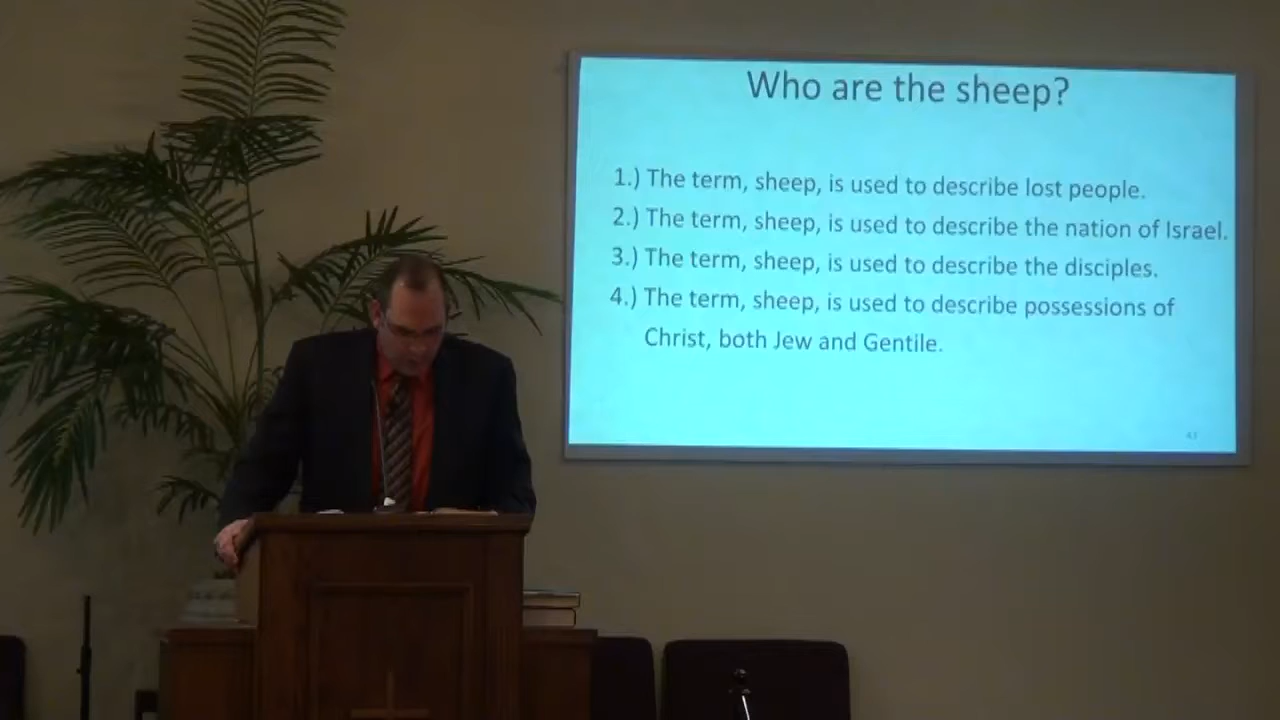 Who are the sheep?
1.) The term, sheep, is used to describe lost people.
2.) The term, sheep, is used to describe the nation of Israel.
3.) The term, sheep, is used to describe the disciples.
4.) The term, sheep, is used to describe possessions of
Christ, both Jew and Gentile.